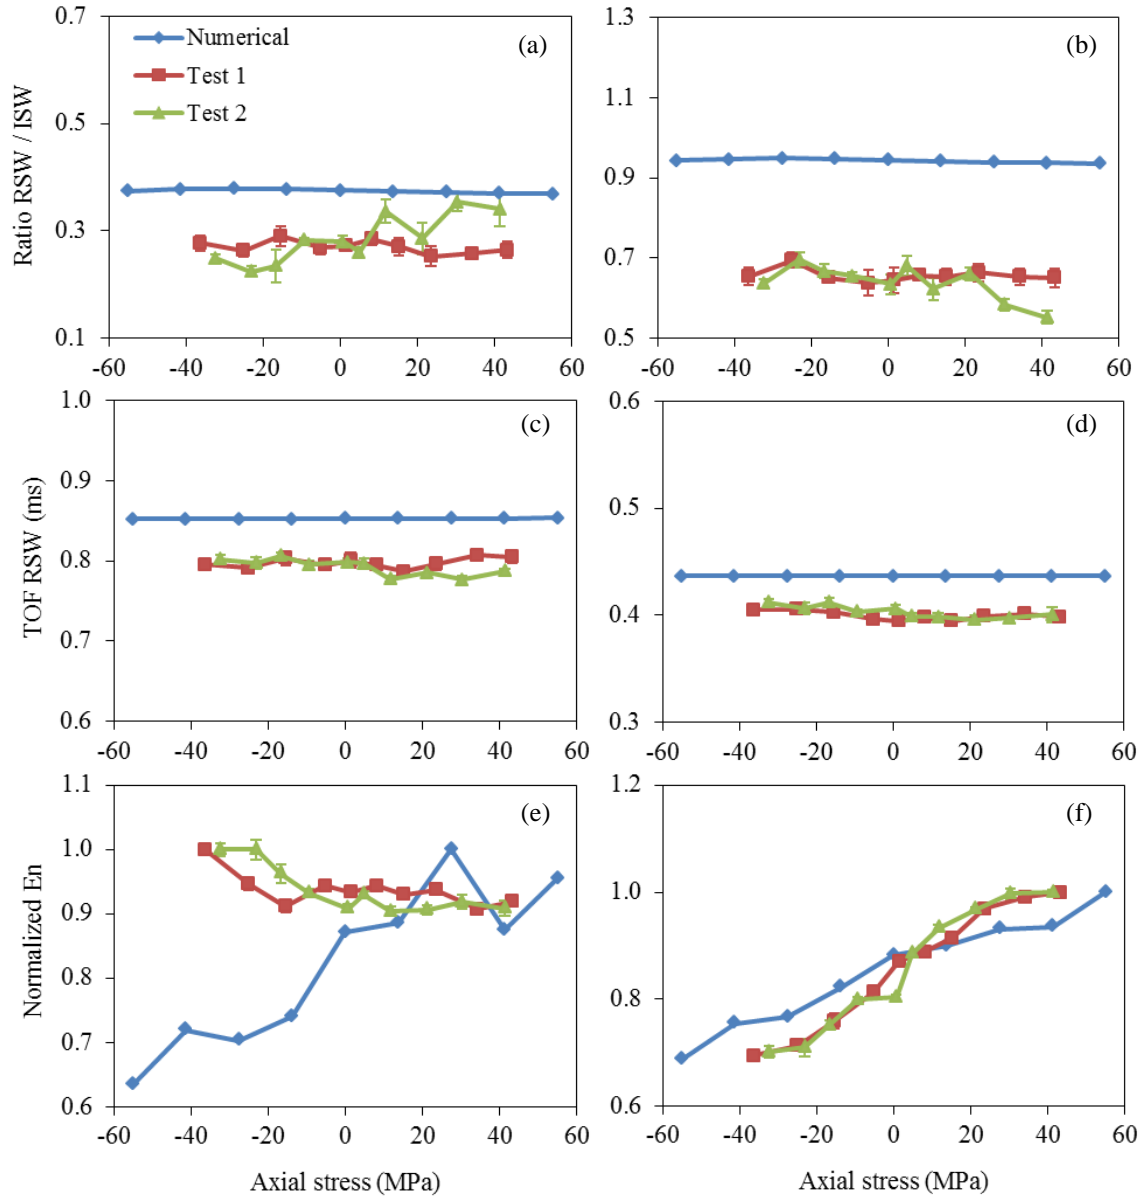 0.7
0.5
0.3
0.1
Ratio RSW / ISW
Numerical
Test 1
Test 2
(a)
-60 -40 -20 0 20 40 60
1.3
1.1
0.9
0.7
0.5
(b)
-60 -40 -20 0 20 40 60
1.0
0.9
0.8
0.7
0.6
TOF RSW (ms)
(c)
-60 -40 -20 0 20 40 60
0.6
0.5
0.4
0.3
(d)
-60 -40 -20 0 20 40 60
1.1
1.0
0.9
0.8
0.7
0.6
Normalized En
(e)
-60 -40 -20 0 20 40 60
Axial stress (MPa)
1.2
1.0
0.8
0.6
(f)
-60 -40 -20 0 20 40 60
Axial stress (MPa)